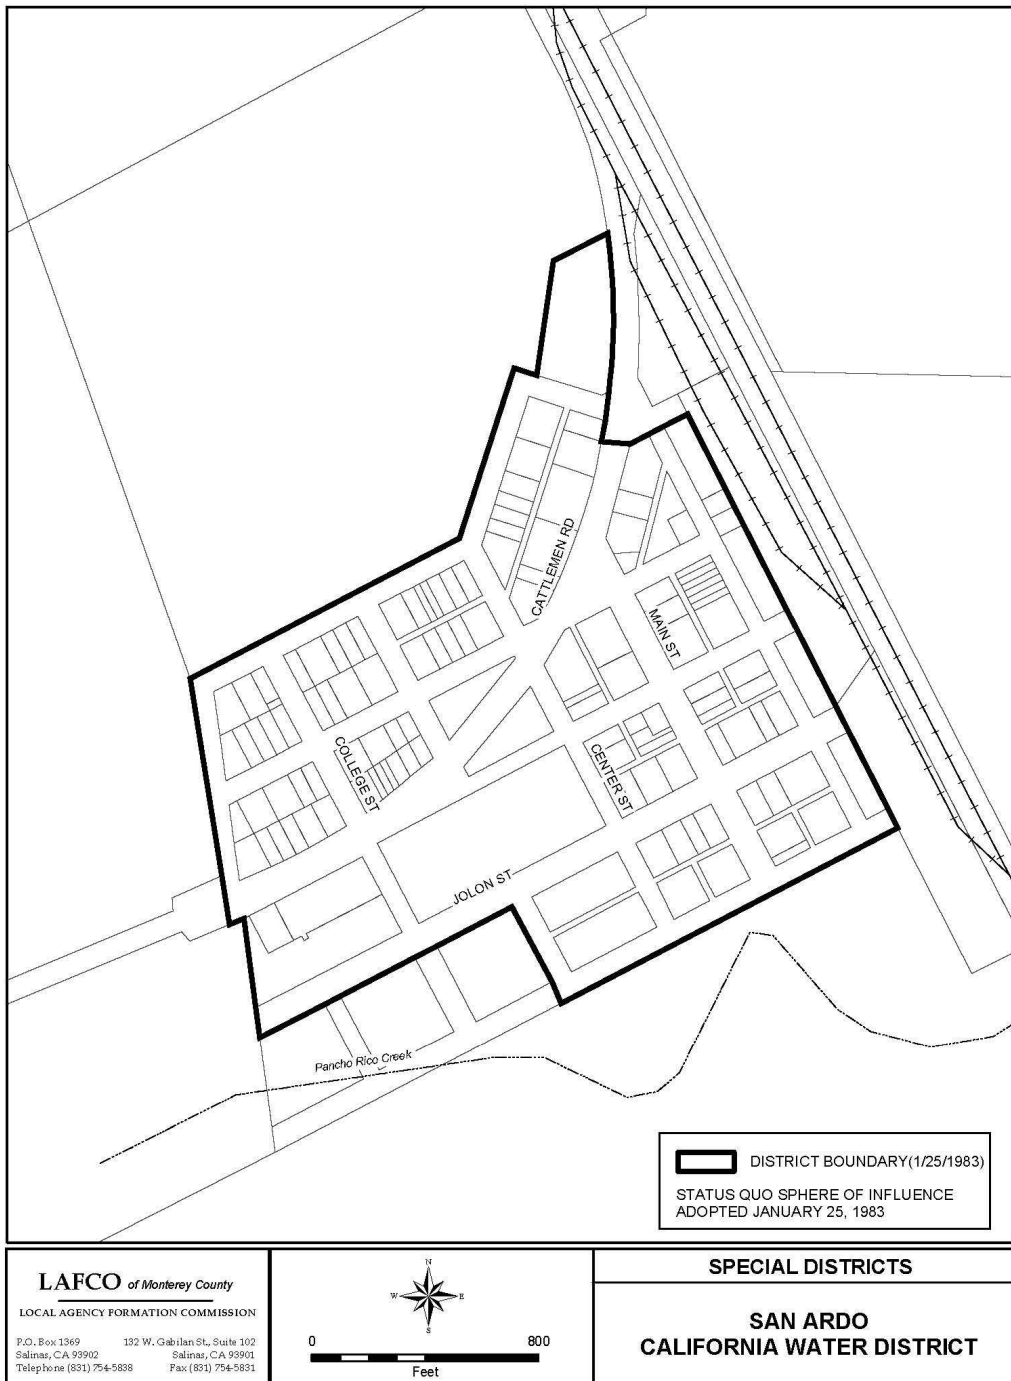 CATTLEMEN RD
MAIN ST
COLLEGE ST
CENTER ST
JOLON ST
Pancho Rico Creek
DISTRICT BOUNDARY(1/25/1983)
STATUS QUO SPHERE OF INFLUENCE
ADOPTED JANUARY 25, 1983
LAFCO of Monterey County
LOCAL AGENCY FORMATION COMMISSION
P.O. Box 1369 132 W. Gabilan St., Suite 102
Salinas, CA 93902 Salinas, CA 93901
Telephone (831) 754-5838 Fax (831) 754-5831
N
W E
S
0 800
Feet
SPECIAL DISTRICTS
SAN ARDO
CALIFORNIA WATER DISTRICT